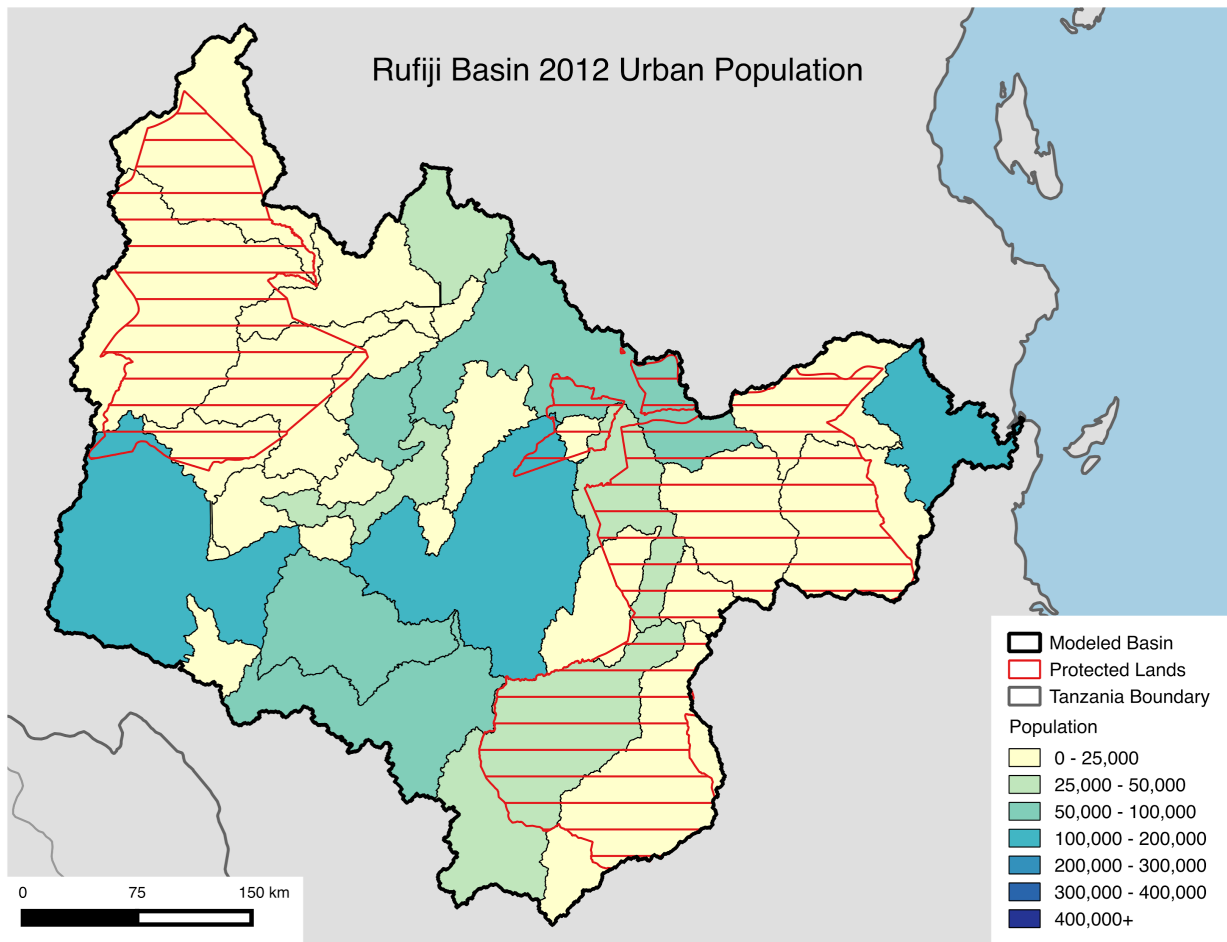 Rufiji Basin 2012 Urban Population
Modeled Basin
Protected Lands
Tanzania Boundary
Population
0 - 25,000
25,000 - 50,000
50,000 - 100,000
100,000 - 200,000
200,000 - 300,000
300,000 - 400,000
400,000+
0 75 150 km